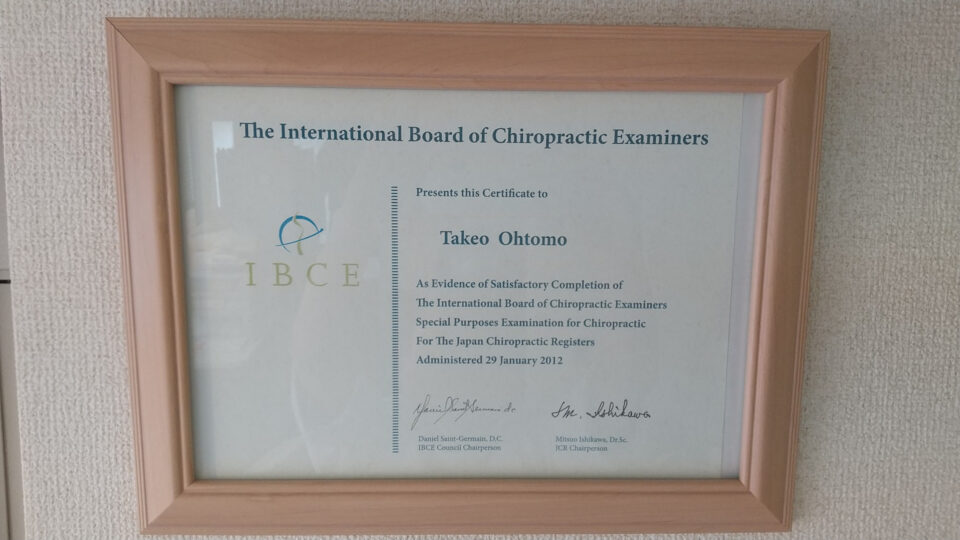 The International Board of Chiropractic Examiners
IBCE
Presents this Certificate to
Takeo Ohtomo
As Evidence of Satisfactory Completion of
The International Board of Chiropractic Examiners
Special Purposes Examination for Chiropractic
For The Japan Chiropractic Registers
Administered 29 January 2012
M. Ishikawa
Daniel Saint-Germain, D.C.
IBCE Council Chairperson
Mitsuo Ishikawa, Dr.Sc.
JCR Chairperson